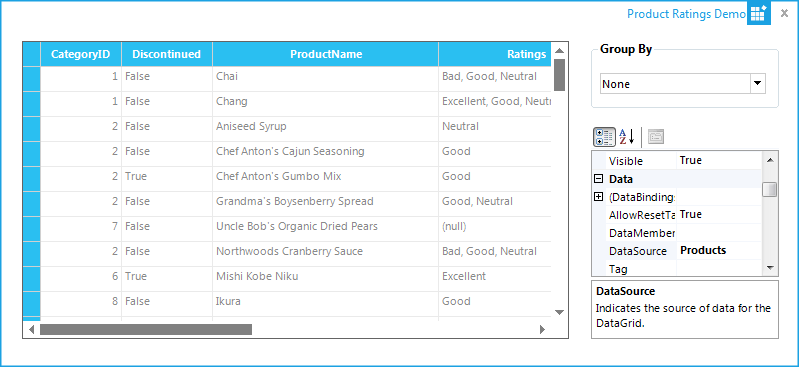 Product Ratings Demo
CategoryID Discontinued ProductName Ratings
1 False Chai Bad, Good, Neutral
1 False Chang Excellent, Good, Neutr
2 False Aniseed Syrup Neutral
2 False Chef Anton's Cajun Seasoning Good
2 True Chef Anton's Gumbo Mix Good
2 False Grandma's Boysenberry Spread Good, Neutral
7 False Uncle Bob's Organic Dried Pears (null)
2 False Northwoods Cranberry Sauce Bad, Good, Neutral
6 True Mishi Kobe Niku Excellent
8 False Ikura Good
Group By
None
A
Z
Visible True
Data
(DataBindings
AllowResetTa True
DataMember
DataSource Products
Tag
DataSource
Indicates the source of data for the
DataGrid.